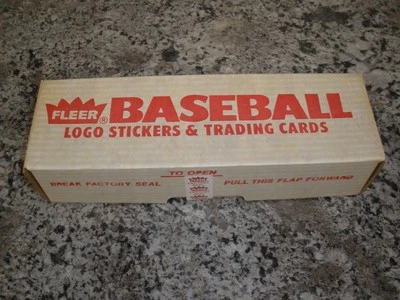 FLEER® BASEBALL
LOGO STICKERS & TRADING CARDS
TO OPEN
BREAK FACTORY SEAL PULL THIS FLAP FORWARD